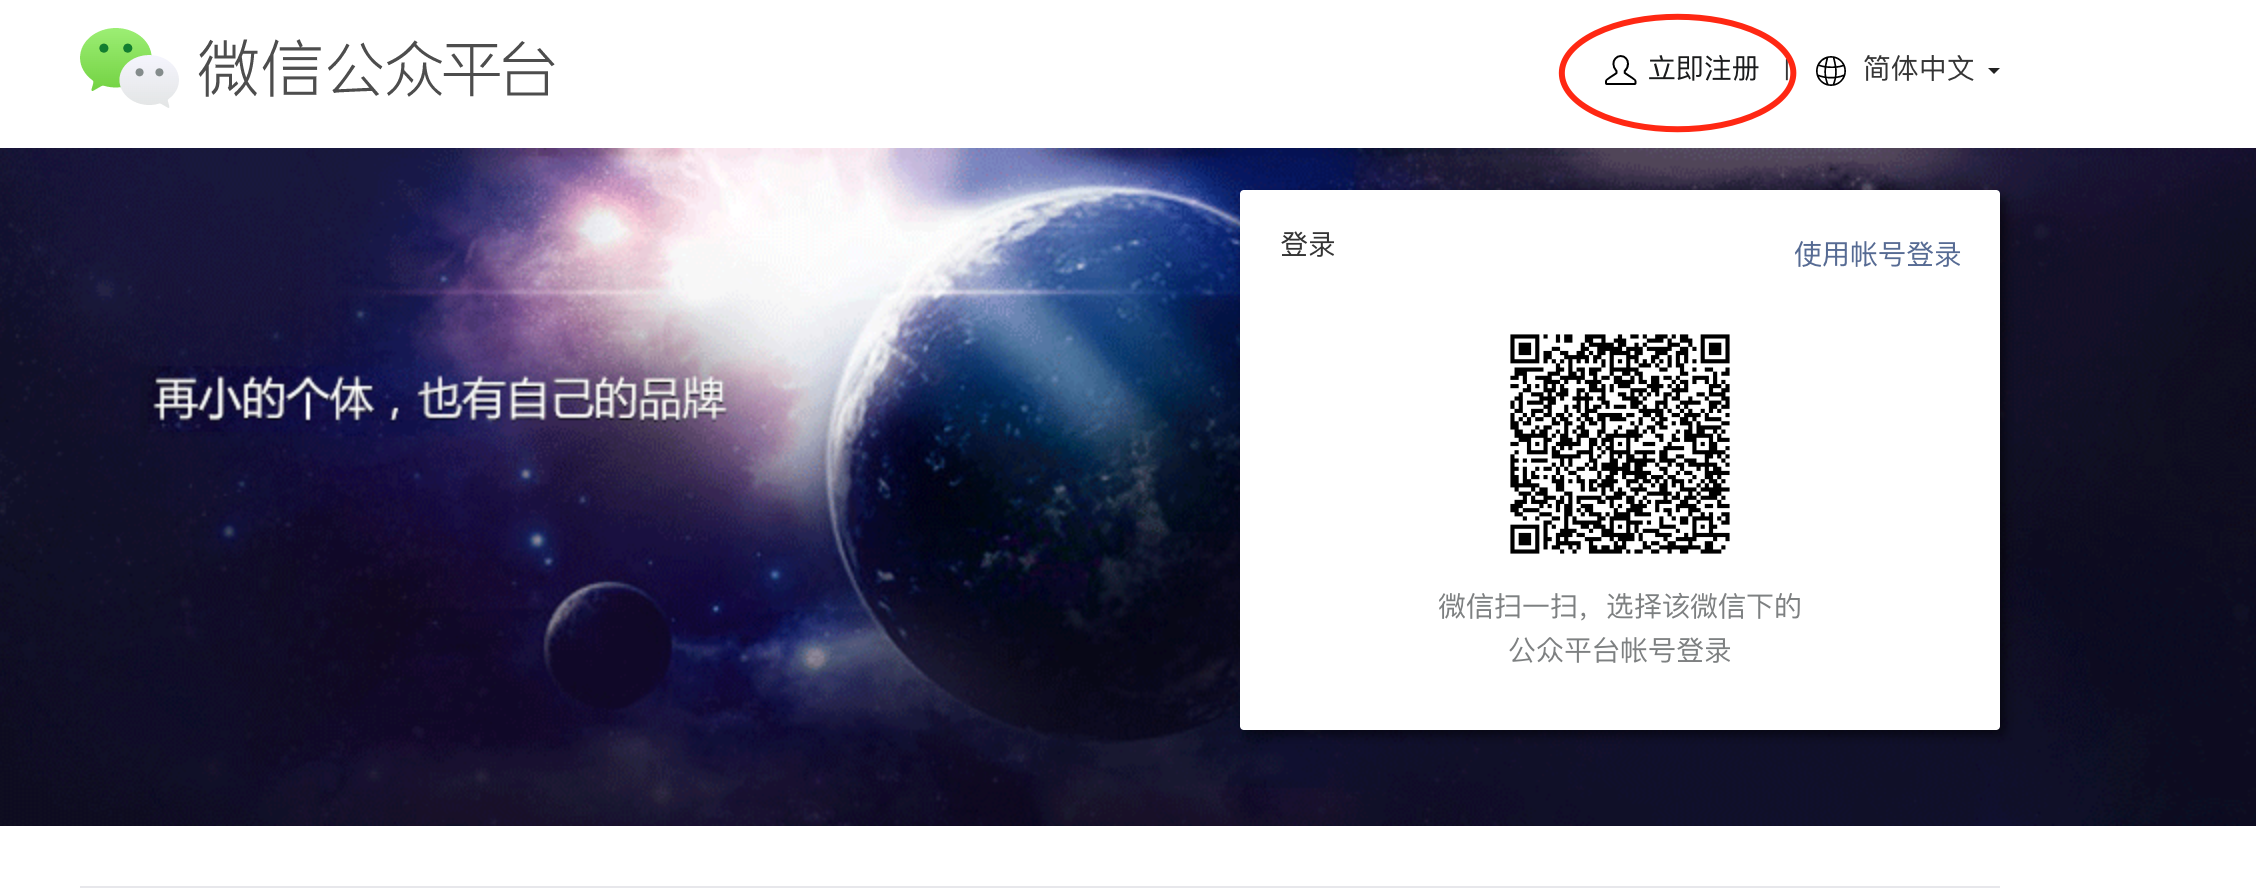 微信公众平台
立即注册
简体中文
登录
使用帐号登录
再小的个体，也有自己的品牌
微信扫一扫，选择该微信下的
公众平台帐号登录